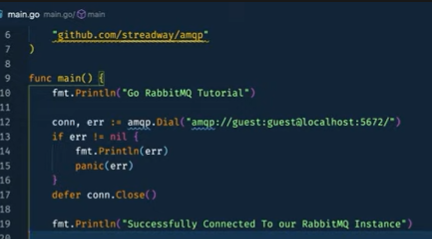 main.go main.go/ main
6 "github.com/streadway/amqp"
7 )
8
9 func main() {
10 fmt.Println("Go RabbitMQ Tutorial")
11
12 conn, err := amqp.Dial("amqp://guest:guest@localhost:5672/")
13 if err != nil {
14 fmt.Println(err)
15 panic(err)
16 }
17 defer conn.Close()
18
19 fmt.Println("Successfully Connected To our RabbitMQ Instance")
20